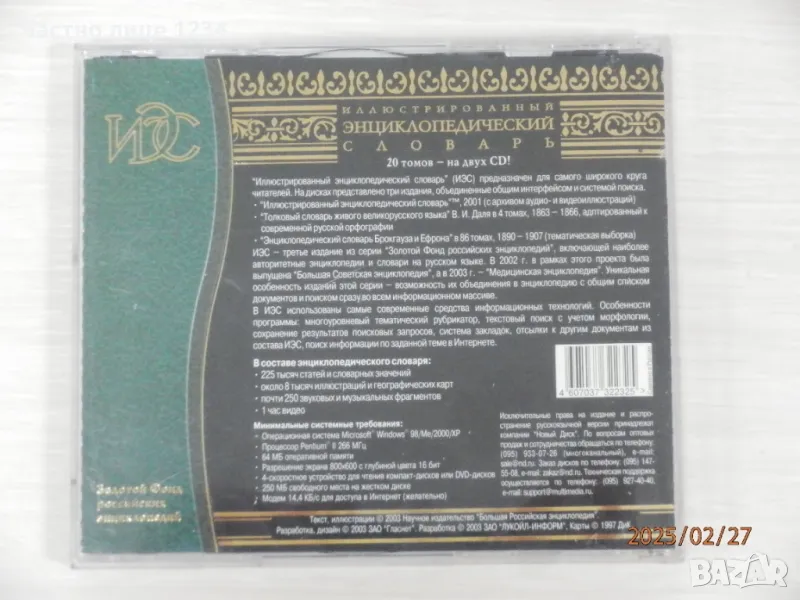 частно лице 1234
ИЭС
ИЛЛЮСТРИРОВАННЫЙ
ЭНЦИКЛОПЕДИЧЕСКИЙ
СЛОВАРЬ
20 томов – на двух CD!
"Иллюстрированный энциклопедический словарь" (ИЭС) предназначен для самого широкого круга
читателей. На дисках представлено три издания, объединенные общим интерфейсом и системой поиска.
· "Иллюстрированный энциклопедический словарь"™, 2001 (с архивом аудио- и видеоиллюстраций)
· "Толковый словарь живого великорусского языка" В. И. Даля в 4 томах, 1863 – 1866, адаптированный к
современной русской орфографии
· "Энциклопедический словарь Брокгауза и Ефрона" в 86 томах, 1890 – 1907 (тематическая выборка)
ИЭС – третье издание из серии "Золотой Фонд российских энциклопедий", включающей наиболее
авторитетные энциклопедии и словари на русском языке. В 2002 г. в рамках этого проекта была
выпущена "Большая Советская энциклопедия", а в 2003 г. – "Медицинская энциклопедия". Уникальная
особенность изданий этой серии – возможность их объединения в энциклопедию с общим списком
документов и поиском сразу во всем информационном массиве.
В ИЭС использованы самые современные средства информационных технологий. Особенности
программы: многоуровневый тематический рубрикатор, текстовый поиск с учетом морфологии,
сохранение результатов поисковых запросов, система закладок, отсылки к другим документам из
состава ИЭС, поиск информации по заданной теме в Интернете.
В составе энциклопедического словаря:
· 225 тысяч статей и словарных значений
· около 8 тысяч иллюстраций и географических карт
· почти 250 звуковых и музыкальных фрагментов
· 1 час видео
Минимальные системные требования:
· Операционная система Microsoft® Windows® 98/Me/2000/XP
· Процессор Pentium® II 266 МГц
· 64 МБ оперативной памяти
· Разрешение экрана 800x600 с глубиной цвета 16 бит
· 4-скоростное устройство для чтения компакт-дисков или DVD-дисков
· 250 МБ свободного места на жестком диске
· Модем 14,4 КБ/с для доступа в Интернет (желательно)
4 607037 322325 >
Исключительные права на издание и распро-
странение русскоязычной версии принадлежат
компании "Новый Диск". По вопросам оптовых
продаж и сотрудничества обращаться по телефону:
(095) 933-07-26 (многоканальный), e-mail:
sale@nd.ru. Заказ дисков по телефону: (095) 147-
55-08, e-mail: zakaz@nd.ru. Техническая поддержка
осуществляется по телефону: (095) 927-40-40,
e-mail: support@multimedia.ru.
Золотой Фонд
российских
энциклопедий
Текст, иллюстрации © 2003 Научное издательство "Большая Российская энциклопедия".
Разработка, дизайн © 2003 ЗАО "Гласнет". Разработка © 2003 ЗАО "ЛУКОЙЛ-ИНФОРМ", Карты © 1997 ДиК
2025/02/27
BAZAR